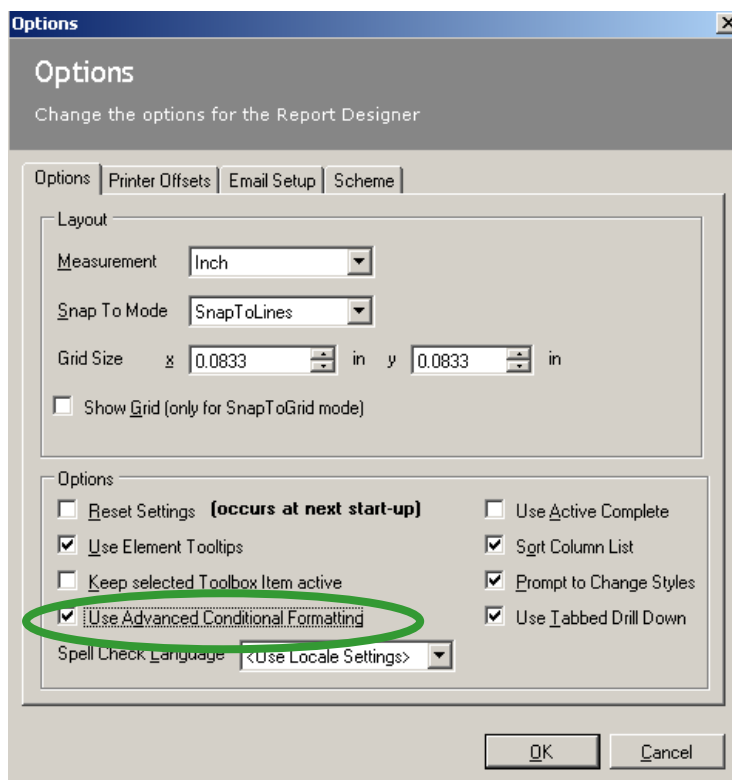 Options
Options
Change the options for the Report Designer
Options Printer Offsets Email Setup Scheme
Layout
Measurement Inch
Snap To Mode SnapToLines
Grid Size x 0.0833 in y 0.0833 in
Show Grid (only for SnapToGrid mode)
Options
Reset Settings (occurs at next start-up) Use Active Complete
Use Element Tooltips Sort Column List
Keep selected Toolbox Item active Prompt to Change Styles
Use Advanced Conditional Formatting Use Tabbed Drill Down
Spell Check Language <Use Locale Settings>
OK Cancel